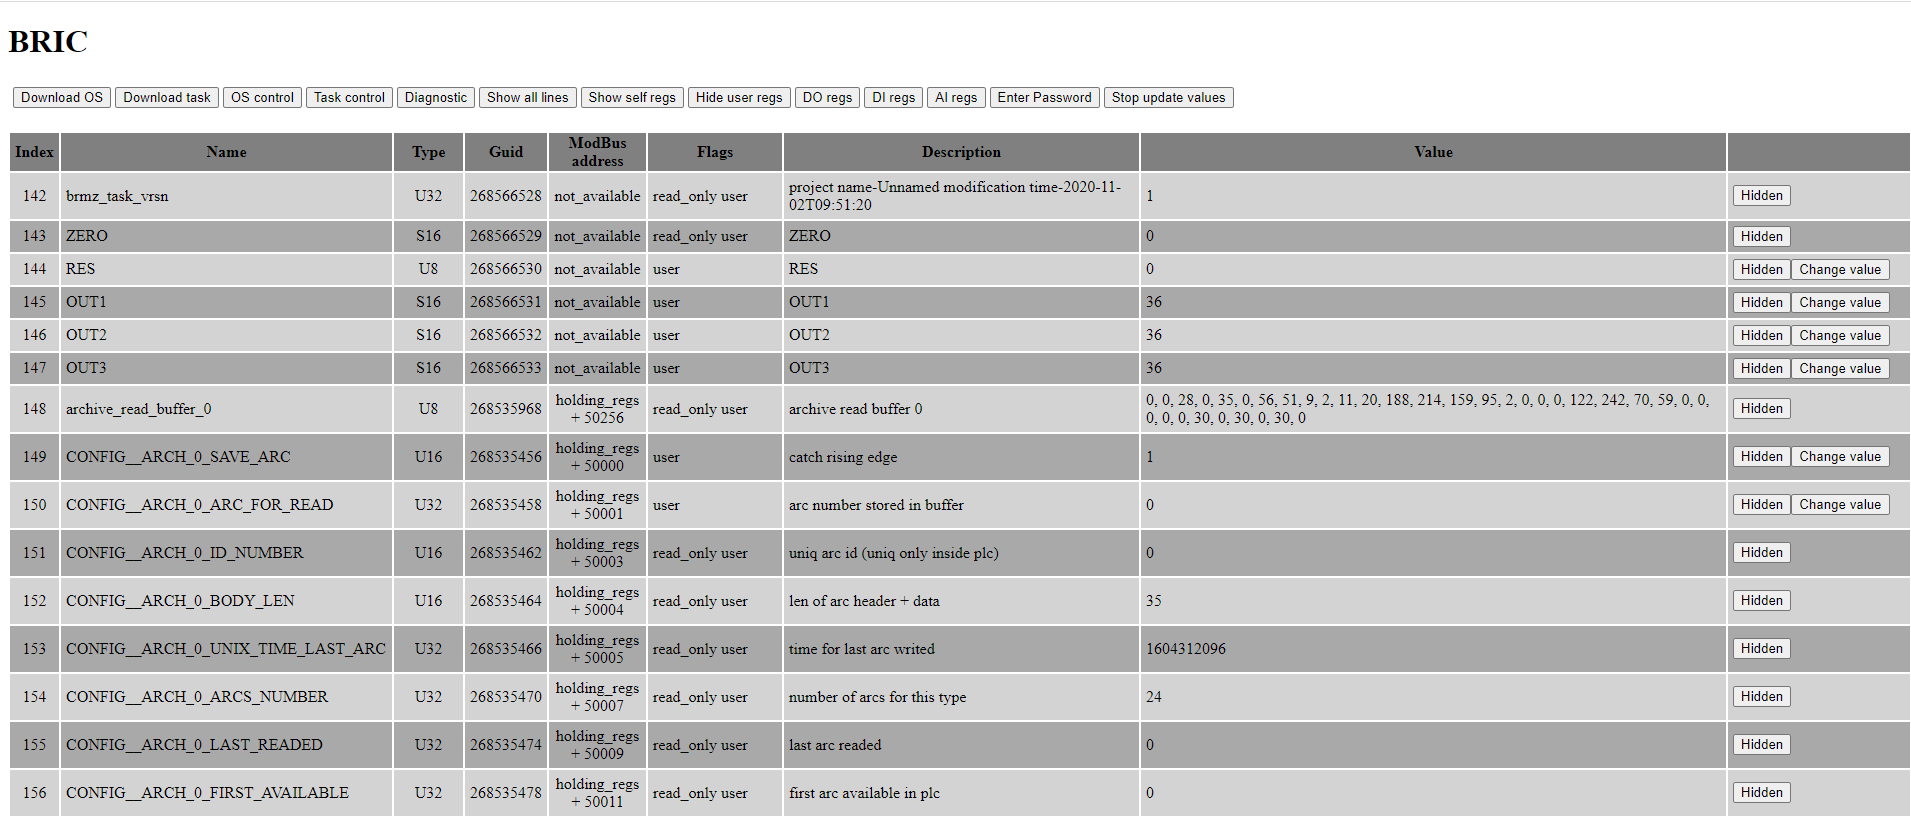 BRIC
Download OS Download task OS control Task control Diagnostic Show all lines Show self regs Hide user regs DO regs DI regs AI regs Enter Password Stop update values
Index Name Type Guid ModBus address Flags Description Value
142 brmz_task_vrsn U32 268566528 not_available read_only user project name-Unnamed modification time-2020-11-02T09:51:20 1 Hidden
143 ZERO S16 268566529 not_available read_only user ZERO 0 Hidden
144 RES U8 268566530 not_available user RES 0 Hidden Change value
145 OUT1 S16 268566531 not_available user OUT1 36 Hidden Change value
146 OUT2 S16 268566532 not_available user OUT2 36 Hidden Change value
147 OUT3 S16 268566533 not_available user OUT3 36 Hidden Change value
148 archive_read_buffer_0 U8 268535968 holding_regs + 50256 read_only user archive read buffer 0 0, 0, 28, 0, 35, 0, 56, 51, 9, 2, 11, 20, 188, 214, 159, 95, 2, 0, 0, 0, 122, 242, 70, 59, 0, 0, 0, 0, 0, 30, 0, 30, 0, 30, 0 Hidden
149 CONFIG__ARCH_0_SAVE_ARC U16 268535456 holding_regs + 50000 user catch rising edge 1 Hidden Change value
150 CONFIG__ARCH_0_ARC_FOR_READ U32 268535458 holding_regs + 50001 user arc number stored in buffer 0 Hidden Change value
151 CONFIG__ARCH_0_ID_NUMBER U16 268535462 holding_regs + 50003 read_only user uniq arc id (uniq only inside plc) 0 Hidden
152 CONFIG__ARCH_0_BODY_LEN U16 268535464 holding_regs + 50004 read_only user len of arc header + data 35 Hidden
153 CONFIG__ARCH_0_UNIX_TIME_LAST_ARC U32 268535466 holding_regs + 50005 read_only user time for last arc writed 1604312096 Hidden
154 CONFIG__ARCH_0_ARCS_NUMBER U32 268535470 holding_regs + 50007 read_only user number of arcs for this type 24 Hidden
155 CONFIG__ARCH_0_LAST_READED U32 268535474 holding_regs + 50009 read_only user last arc readed 0 Hidden
156 CONFIG__ARCH_0_FIRST_AVAILABLE U32 268535478 holding_regs + 50011 read_only user first arc available in plc 0 Hidden